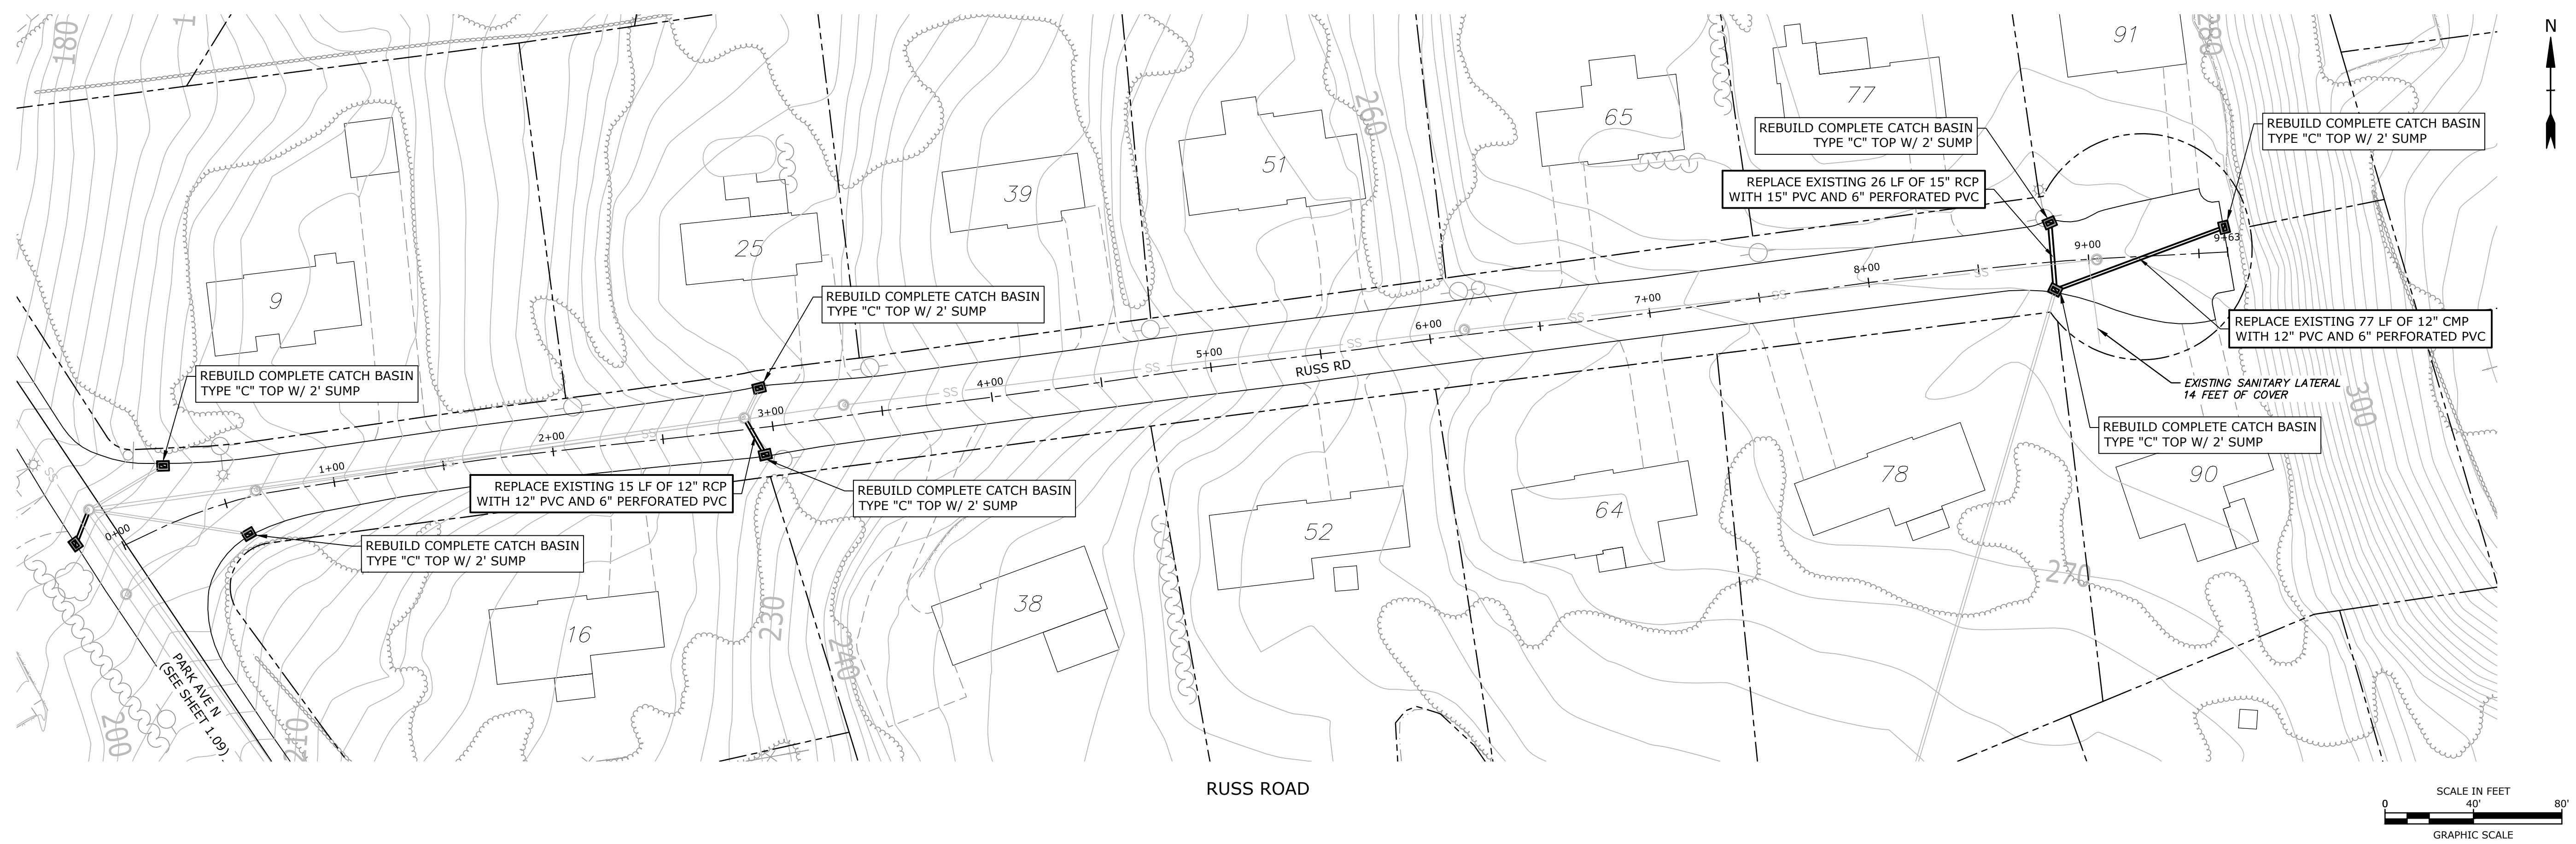 180
280
N
91
77
65
260
REBUILD COMPLETE CATCH BASIN
TYPE "C" TOP W/ 2' SUMP
REBUILD COMPLETE CATCH BASIN
TYPE "C" TOP W/ 2' SUMP
51
39
REPLACE EXISTING 26 LF OF 15" RCP
WITH 15" PVC AND 6" PERFORATED PVC
25
9+63
9+00
8+00
SS
SS
7+00
SS
6+00
SS
5+00
SS
4+00
SS
3+00
SS
2+00
1+00
0+00
9
REBUILD COMPLETE CATCH BASIN
TYPE "C" TOP W/ 2' SUMP
REPLACE EXISTING 77 LF OF 12" CMP
WITH 12" PVC AND 6" PERFORATED PVC
RUSS RD
REBUILD COMPLETE CATCH BASIN
TYPE "C" TOP W/ 2' SUMP
EXISTING SANITARY LATERAL
14 FEET OF COVER
300
REBUILD COMPLETE CATCH BASIN
TYPE "C" TOP W/ 2' SUMP
REPLACE EXISTING 15 LF OF 12" RCP
WITH 12" PVC AND 6" PERFORATED PVC
REBUILD COMPLETE CATCH BASIN
TYPE "C" TOP W/ 2' SUMP
REBUILD COMPLETE CATCH BASIN
TYPE "C" TOP W/ 2' SUMP
90
78
64
52
38
16
270
230
240
PARK AVE N
(SEE SHEET 1.09)
200
210
RUSS ROAD
SCALE IN FEET
0 40' 80'
GRAPHIC SCALE